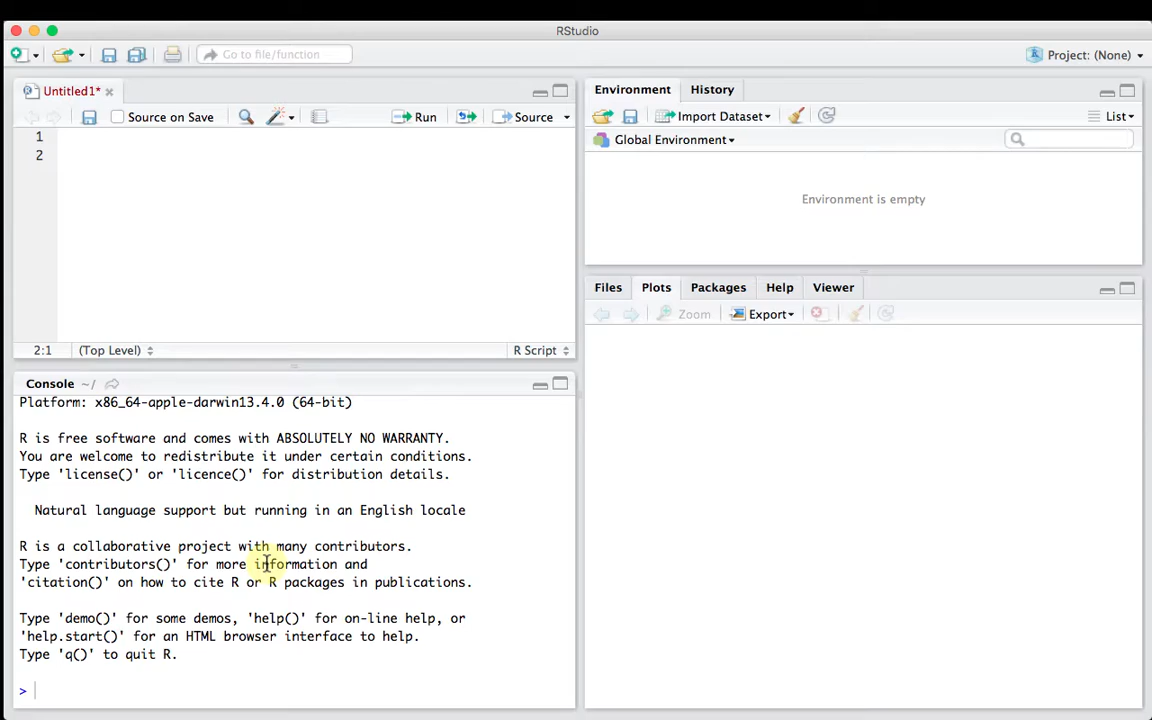 RStudio
Go to file/function
Project: (None)
Untitled1*
Source on Save
Run
Source
1
2
2:1
(Top Level)
R Script
Console ~/
Platform: x86_64-apple-darwin13.4.0 (64-bit)
R is free software and comes with ABSOLUTELY NO WARRANTY.
You are welcome to redistribute it under certain conditions.
Type 'license()' or 'licence()' for distribution details.
Natural language support but running in an English locale
R is a collaborative project with many contributors.
Type 'contributors()' for more information and
'citation()' on how to cite R or R packages in publications.
Type 'demo()' for some demos, 'help()' for on-line help, or
'help.start()' for an HTML browser interface to help.
Type 'q()' to quit R.
>
Environment
History
Import Dataset
List
Global Environment
Environment is empty
Files
Plots
Packages
Help
Viewer
Zoom
Export